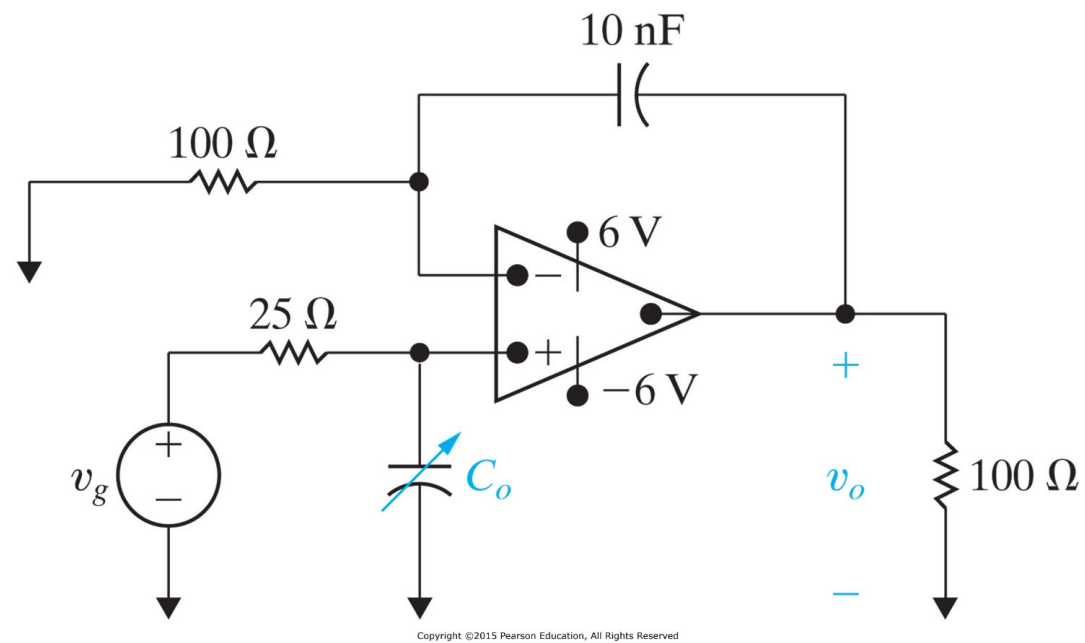 10 nF
100 Ω
6 V
−
25 Ω
+
−6 V
+
+
v_g
−
C_o
v_o
100 Ω
−
Copyright ©2015 Pearson Education, All Rights Reserved